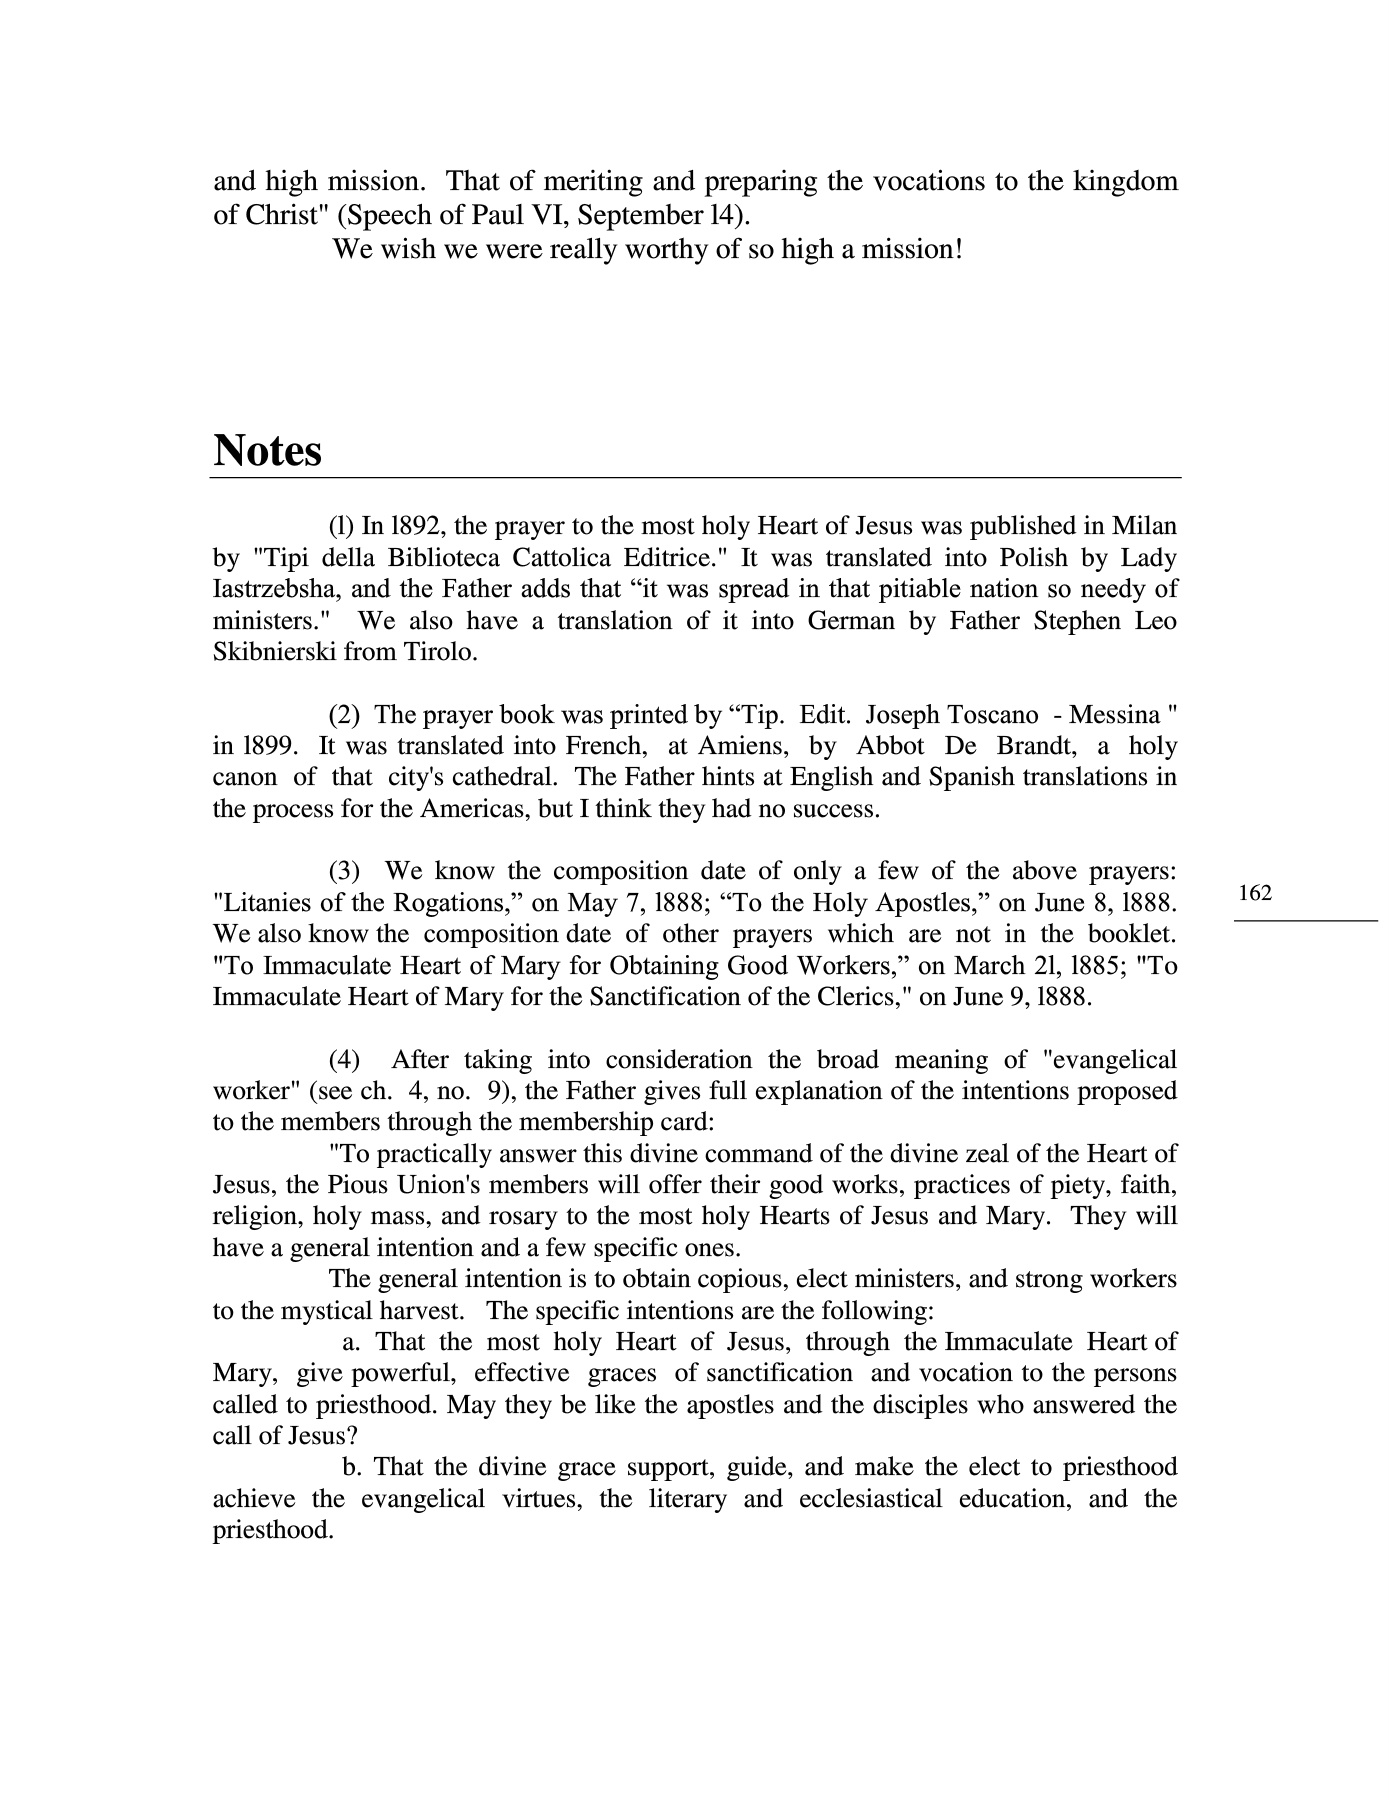 and high mission. That of meriting and preparing the vocations to the kingdom
of Christ" (Speech of Paul VI, September l4).
We wish we were really worthy of so high a mission!
Notes
(l) In l892, the prayer to the most holy Heart of Jesus was published in Milan
by "Tipi della Biblioteca Cattolica Editrice." It was translated into Polish by Lady
Iastrzebsha, and the Father adds that “it was spread in that pitiable nation so needy of
ministers." We also have a translation of it into German by Father Stephen Leo
Skibnierski from Tirolo.
(2) The prayer book was printed by “Tip. Edit. Joseph Toscano - Messina "
in l899. It was translated into French, at Amiens, by Abbot De Brandt, a holy
canon of that city's cathedral. The Father hints at English and Spanish translations in
the process for the Americas, but I think they had no success.
(3) We know the composition date of only a few of the above prayers:
"Litanies of the Rogations,” on May 7, l888; “To the Holy Apostles,” on June 8, l888.
We also know the composition date of other prayers which are not in the booklet.
"To Immaculate Heart of Mary for Obtaining Good Workers,” on March 2l, l885; "To
Immaculate Heart of Mary for the Sanctification of the Clerics," on June 9, l888.
162
(4) After taking into consideration the broad meaning of "evangelical
worker" (see ch. 4, no. 9), the Father gives full explanation of the intentions proposed
to the members through the membership card:
"To practically answer this divine command of the divine zeal of the Heart of
Jesus, the Pious Union's members will offer their good works, practices of piety, faith,
religion, holy mass, and rosary to the most holy Hearts of Jesus and Mary. They will
have a general intention and a few specific ones.
The general intention is to obtain copious, elect ministers, and strong workers
to the mystical harvest. The specific intentions are the following:
a. That the most holy Heart of Jesus, through the Immaculate Heart of
Mary, give powerful, effective graces of sanctification and vocation to the persons
called to priesthood. May they be like the apostles and the disciples who answered the
call of Jesus?
b. That the divine grace support, guide, and make the elect to priesthood
achieve the evangelical virtues, the literary and ecclesiastical education, and the
priesthood.